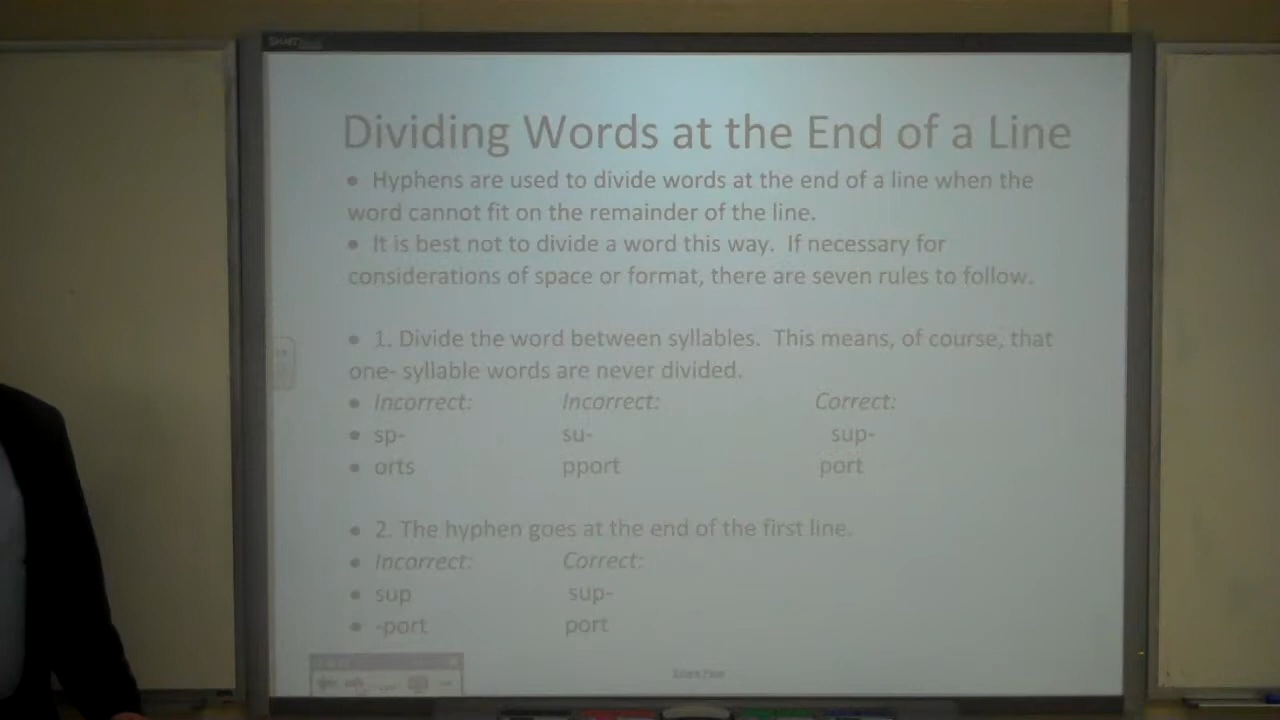 SMART
Dividing Words at the End of a Line
• Hyphens are used to divide words at the end of a line when the
word cannot fit on the remainder of the line.
• It is best not to divide a word this way. If necessary for
considerations of space or format, there are seven rules to follow.
• 1. Divide the word between syllables. This means, of course, that
one- syllable words are never divided.
• Incorrect: Incorrect: Correct:
• sp- su- sup-
• orts pport port
• 2. The hyphen goes at the end of the first line.
• Incorrect: Correct:
• sup sup-
• -port port